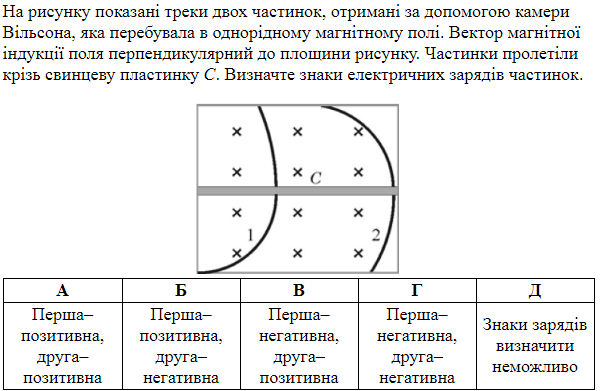 На рисунку показані треки двох частинок, отримані за допомогою камери
Вільсона, яка перебувала в однорідному магнітному полі. Вектор магнітної
індукції поля перпендикулярний до площини рисунку. Частинки пролетіли
крізь свинцеву пластинку C. Визначте знаки електричних зарядів частинок.
C
1 2
А Б В Г Д
Перша– Перша– Перша– Перша– Знаки зарядів
позитивна, позитивна, негативна, негативна, визначити
друга– друга– друга– друга– неможливо
позитивна негативна позитивна негативна